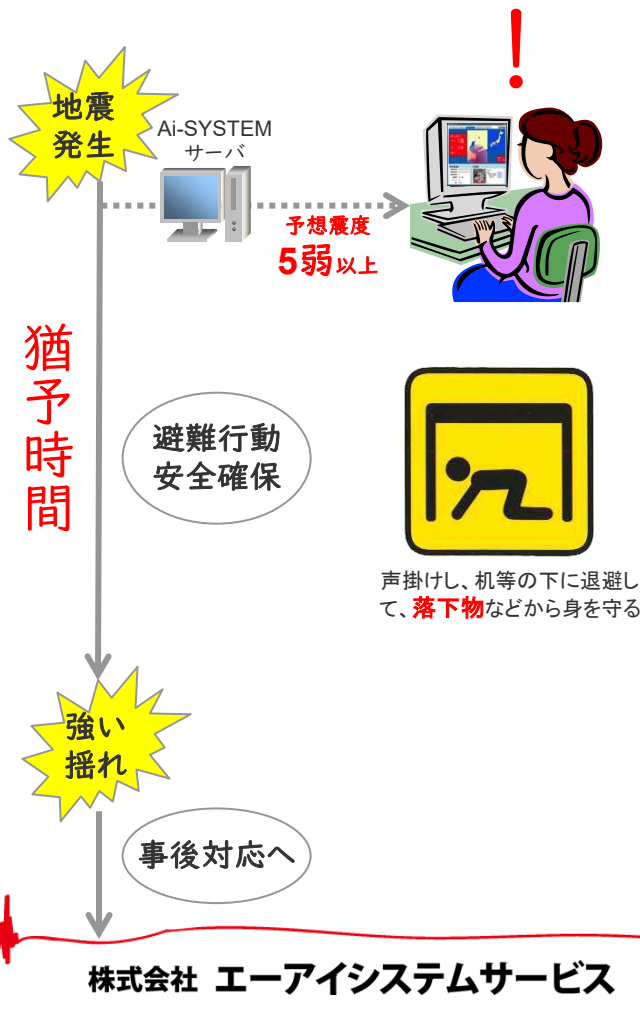 ！
地震
発生
Ai-SYSTEM
サーバ
予想震度
5弱以上
猶予時間
避難行動
安全確保
声掛けし、机等の下に退避し
て、落下物などから身を守る
強い
揺れ
事後対応へ
株式会社 エーアイシステムサービス